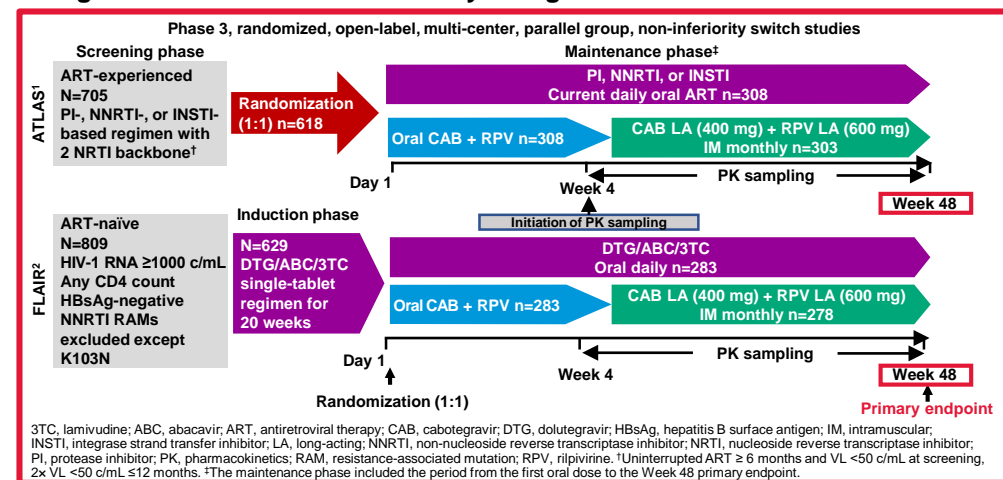 Phase 3, randomized, open-label, multi-center, parallel group, non-inferiority switch studies
Screening phase
Maintenance phase‡
ATLAS¹
ART-experienced
N=705
PI-, NNRTI-, or INSTI-
based regimen with
2 NRTI backbone†
Randomization
(1:1) n=618
PI, NNRTI, or INSTI
Current daily oral ART n=308
Oral CAB + RPV n=308
CAB LA (400 mg) + RPV LA (600 mg)
IM monthly n=303
Day 1
Week 4
PK sampling
Week 48
Initiation of PK sampling
FLAIR²
ART-naïve
N=809
HIV-1 RNA ≥1000 c/mL
Any CD4 count
HBsAg-negative
NNRTI RAMs
excluded except
K103N
Induction phase
N=629
DTG/ABC/3TC
single-tablet
regimen for
20 weeks
DTG/ABC/3TC
Oral daily n=283
Oral CAB + RPV n=283
CAB LA (400 mg) + RPV LA (600 mg)
IM monthly n=278
Day 1
Week 4
PK sampling
Week 48
Randomization (1:1)
Primary endpoint
3TC, lamivudine; ABC, abacavir; ART, antiretroviral therapy; CAB, cabotegravir; DTG, dolutegravir; HBsAg, hepatitis B surface antigen; IM, intramuscular;
INSTI, integrase strand transfer inhibitor; LA, long-acting; NNRTI, non-nucleoside reverse transcriptase inhibitor; NRTI, nucleoside reverse transcriptase inhibitor;
PI, protease inhibitor; PK, pharmacokinetics; RAM, resistance-associated mutation; RPV, rilpivirine. †Uninterrupted ART ≥ 6 months and VL <50 c/mL at screening,
2x VL <50 c/mL ≤12 months. ‡The maintenance phase included the period from the first oral dose to the Week 48 primary endpoint.